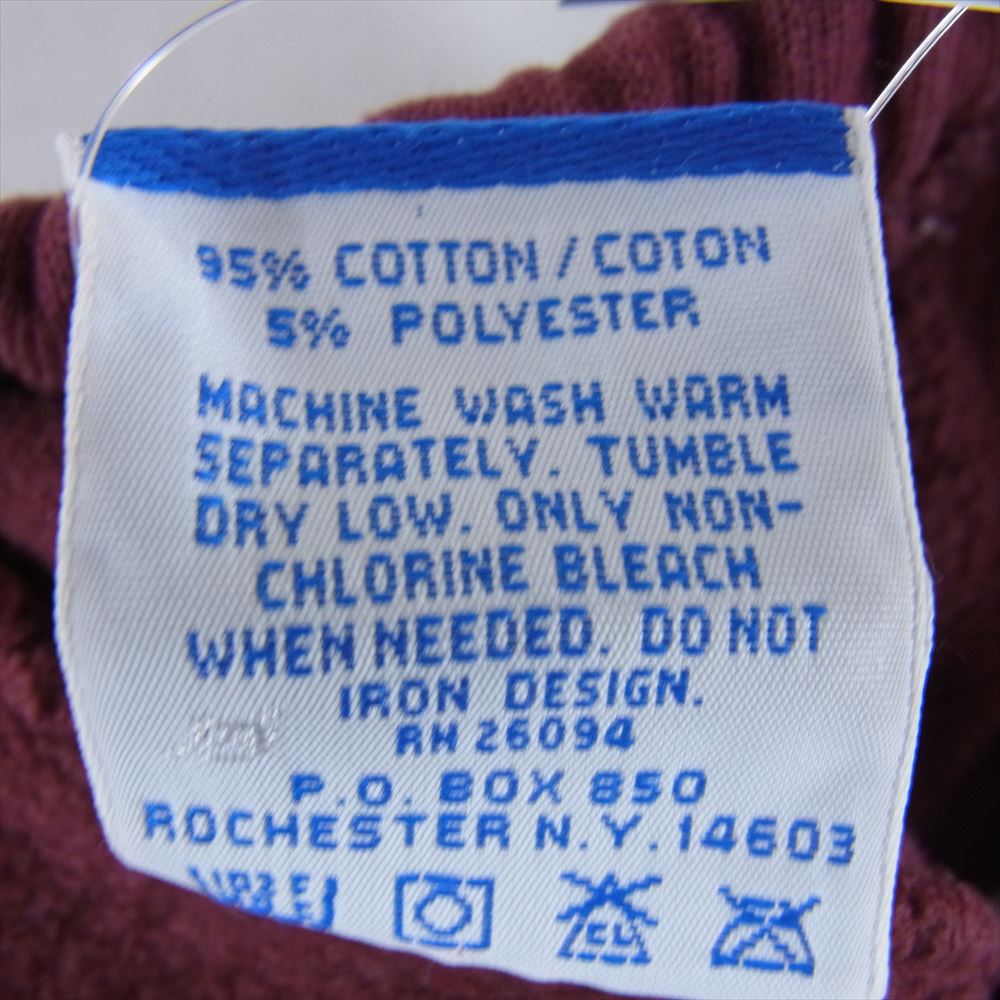 95% COTTON / COTON
5% POLYESTER
MACHINE WASH WARM
SEPARATELY. TUMBLE
DRY LOW. ONLY NON-
CHLORINE BLEACH
WHEN NEEDED. DO NOT
IRON DESIGN.
RN 26094
P.O. BOX 850
ROCHESTER N.Y. 14603
CL